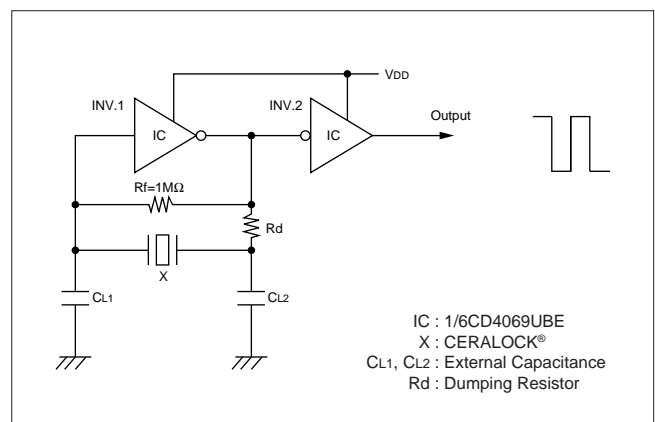 VDD
INV.1
INV.2
Output
IC
IC
Rf=1MΩ
Rd
X
CL1
CL2
IC : 1/6CD4069UBE
X : CERALOCK®
CL1, CL2 : External Capacitance
Rd : Dumping Resistor